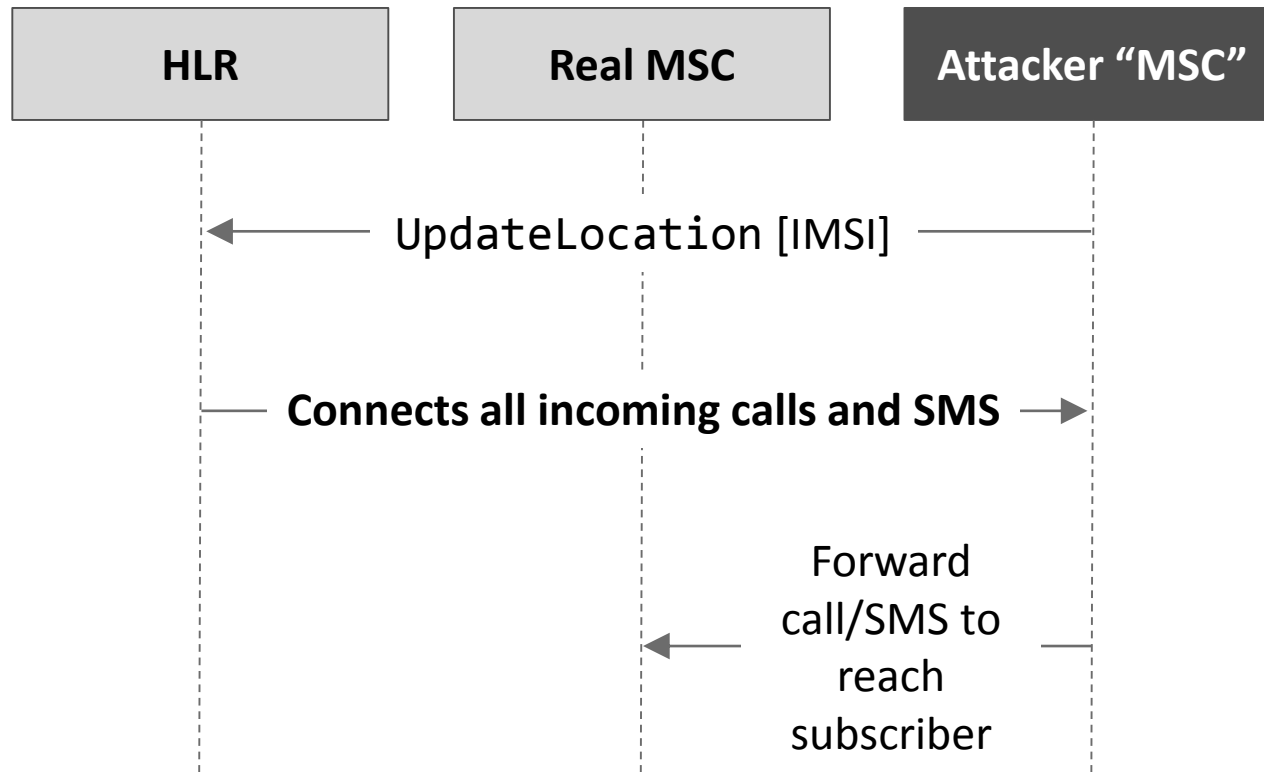 HLR
Real MSC
Attacker “MSC”
UpdateLocation [IMSI]
Connects all incoming calls and SMS
Forward
call/SMS to
reach
subscriber